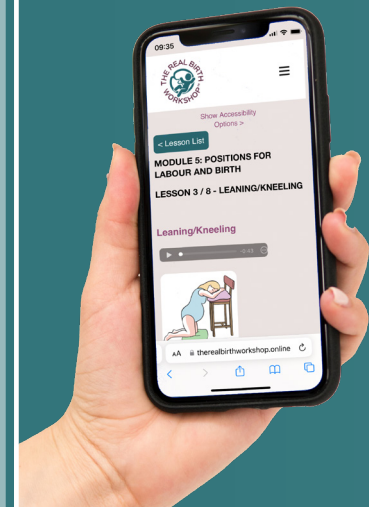 09:35
THE REAL BIRTH
WORKSHOP
Show Accessibility
Options >
< Lesson List
MODULE 5: POSITIONS FOR
LABOUR AND BIRTH
LESSON 3 / 8 - LEANING/KNEELING
Leaning/Kneeling
-0:43
AA therealbirthworkshop.online